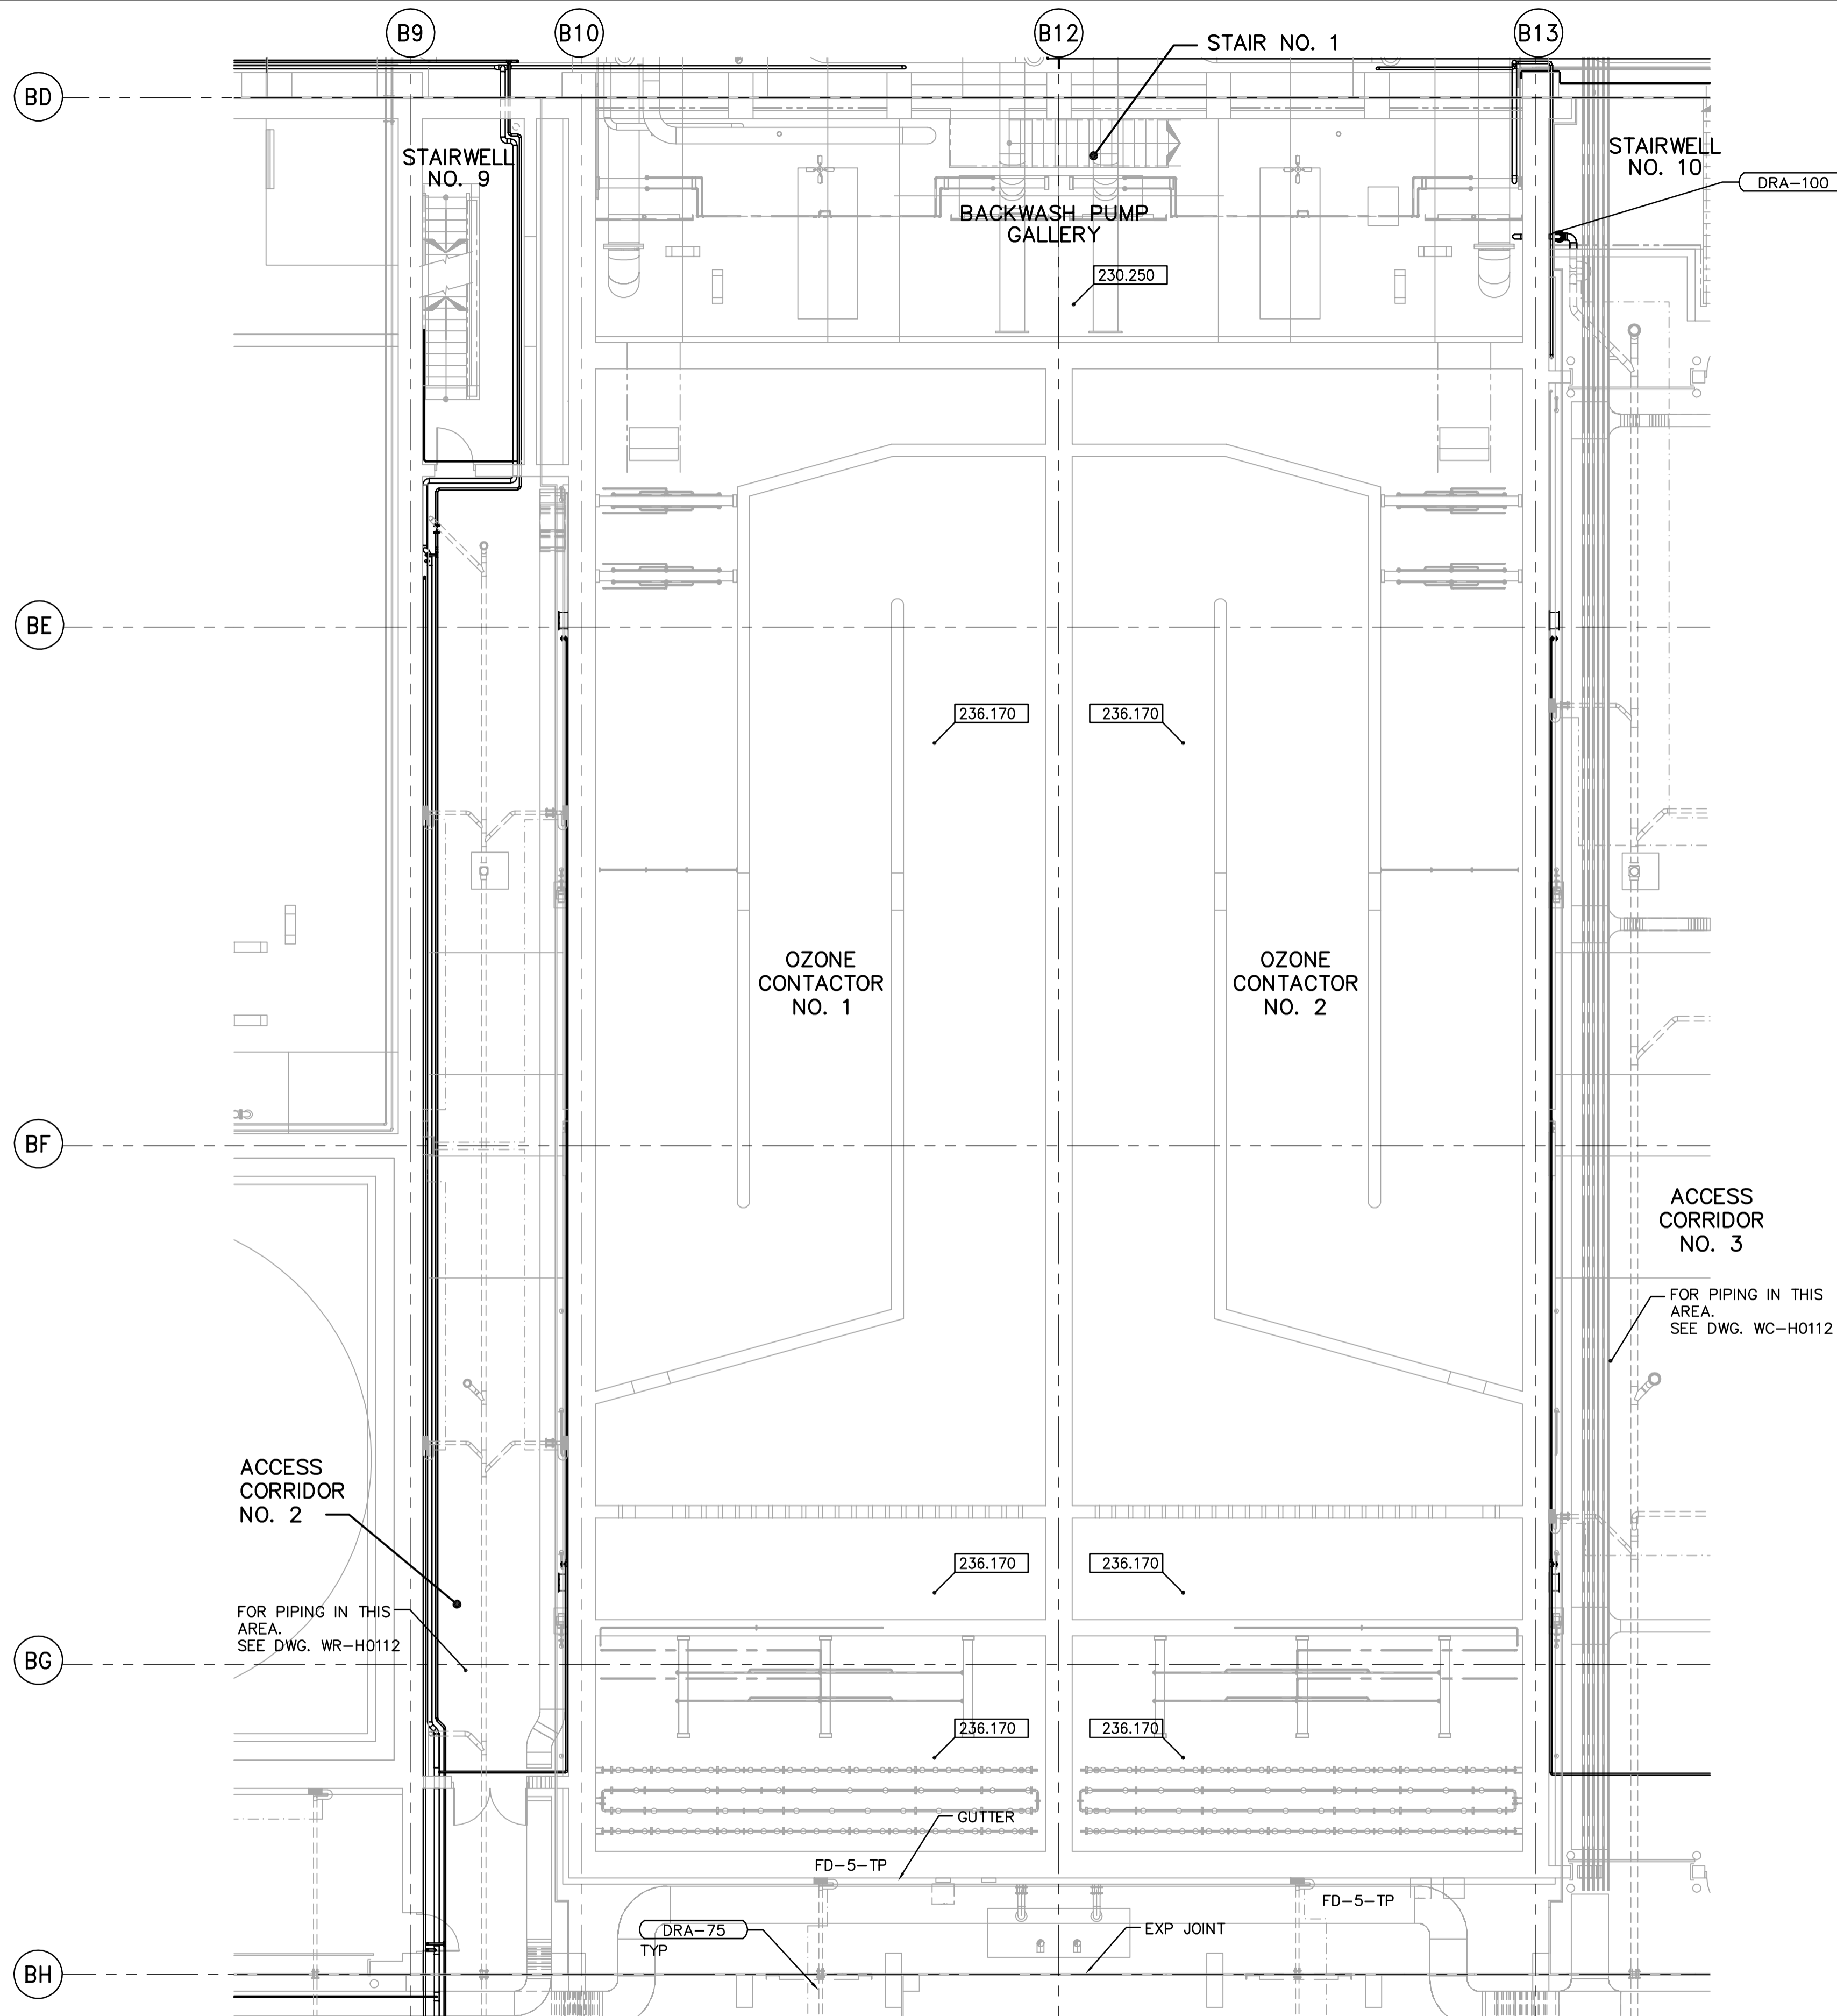 B9
B10
B12
B13
STAIR NO. 1
BD
STAIRWELL
NO. 9
STAIRWELL
NO. 10
DRA-100
BACKWASH PUMP
GALLERY
230.250
BE
236.170
236.170
OZONE
CONTACTOR
NO. 1
OZONE
CONTACTOR
NO. 2
BF
ACCESS
CORRIDOR
NO. 3
FOR PIPING IN THIS
AREA.
SEE DWG. WC-H0112
ACCESS
CORRIDOR
NO. 2
236.170
236.170
FOR PIPING IN THIS
AREA.
SEE DWG. WR-H0112
BG
236.170
236.170
GUTTER
FD-5-TP
FD-5-TP
DRA-75
TYP
EXP JOINT
BH